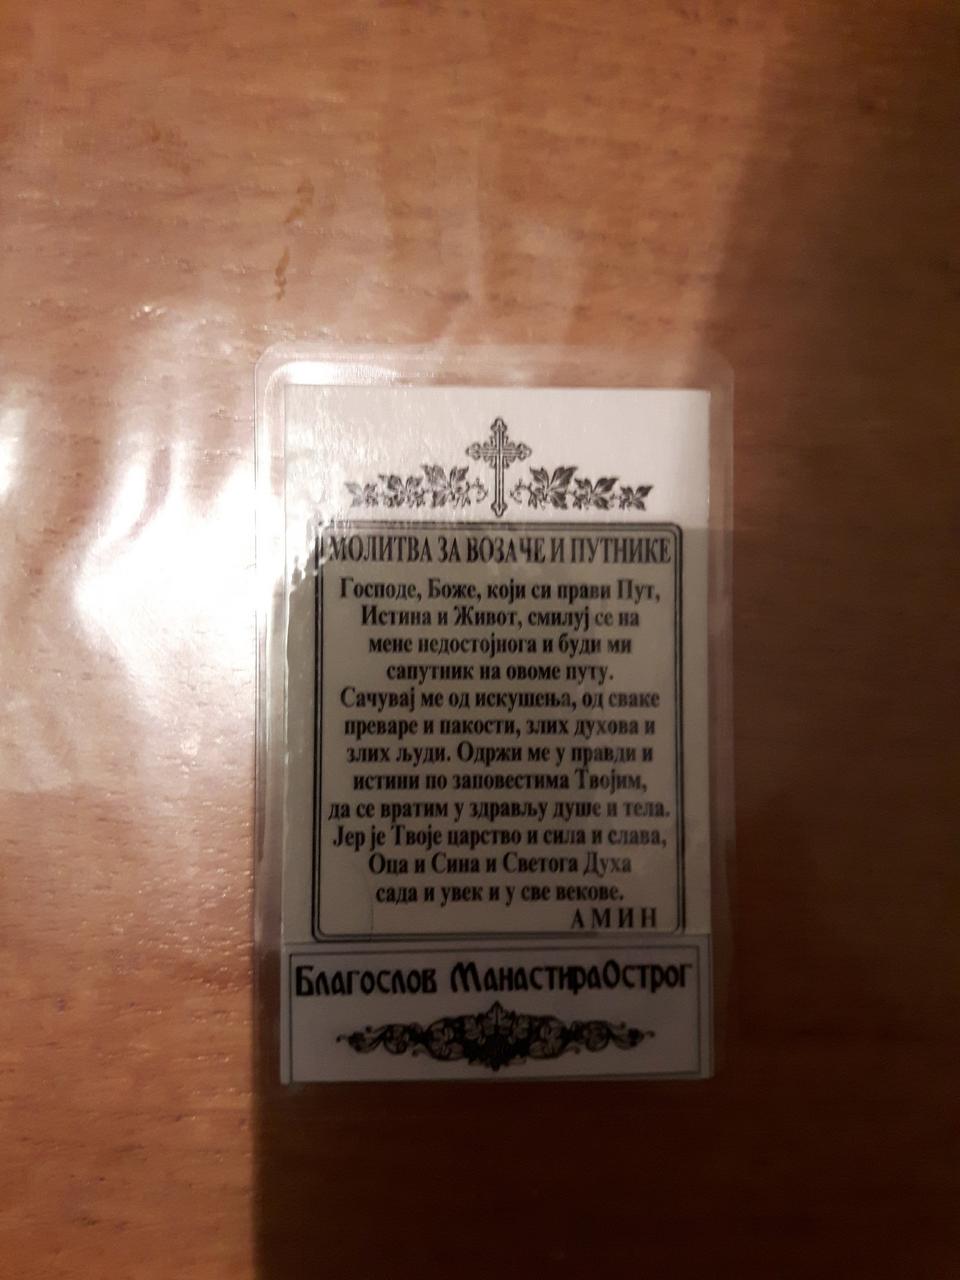 МОЛИТВА ЗА ВОЗАЧЕ И ПУТНИКЕ
Господе, Боже, који си прави Пут,
Истина и Живот, смилуј се на
мене недостојнога и буди ми
сапутник на овоме путу.
Сачувај ме од искушења, од сваке
преваре и пакости, злих духова и
злих људи. Одржи ме у правди и
истини по заповестима Твојим,
да се вратим у здрављу душе и тела.
Јер је Твоје царство и сила и слава,
Оца и Сина и Светога Духа
сада и увек и у све векове.
АМИН
Благослов МанастираОстрог